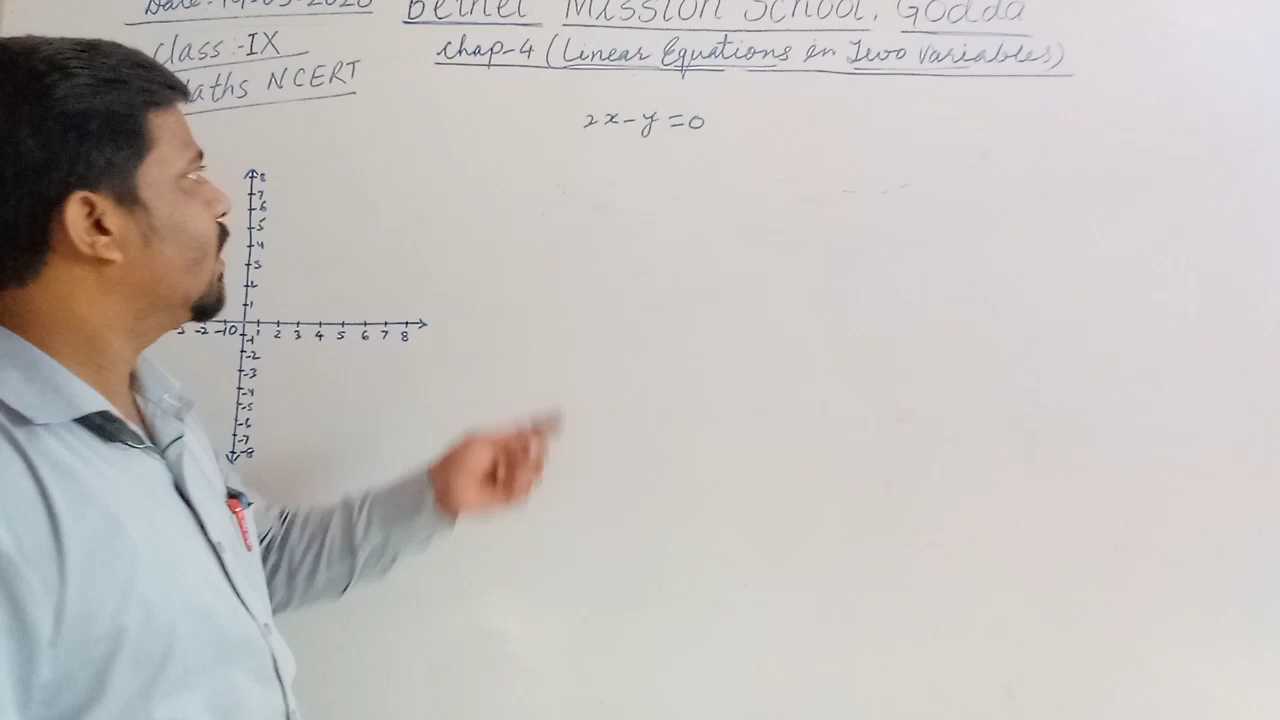 Date:-14-05-2020
Bethel Mission School, Godda
Class :-IX
Chap-4 (Linear Equations in Two variables)
Maths NCERT
2x-y=0
8
7
6
5
4
3
2
1
-3 -2 -1 0 1 2 3 4 5 6 7 8
-1
-2
-3
-4
-5
-6
-7
-8